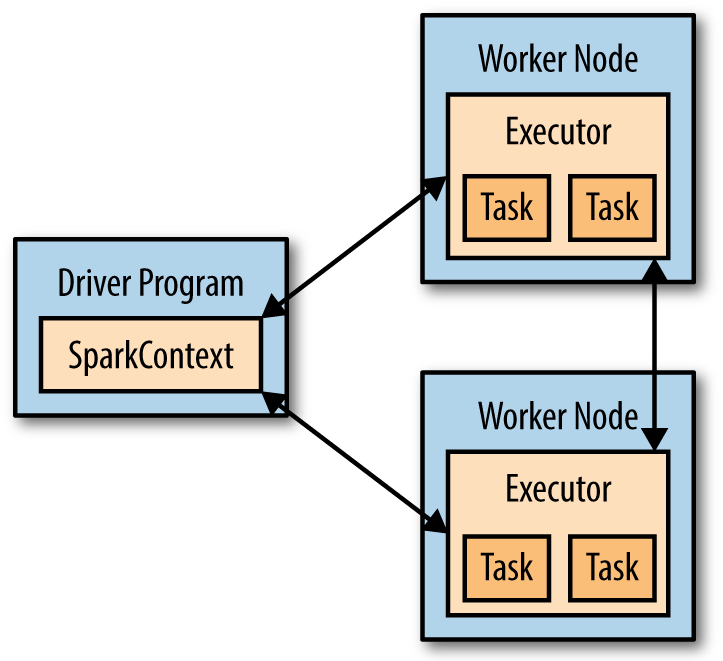 Worker Node
Executor
Task Task
Driver Program
SparkContext
Worker Node
Executor
Task Task